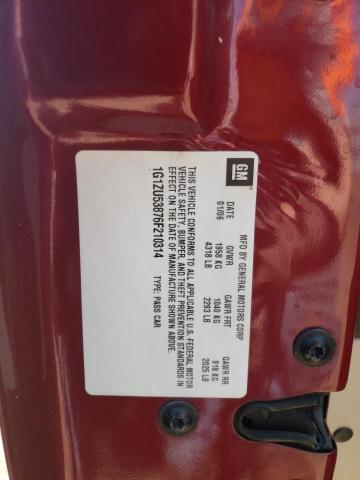 GM
MFD BY GENERAL MOTORS CORP
DATE GVWR GAWR FRT GAWR RR
01/06 1958 KG 1040 KG 918 KG
4318 LB 2293 LB 2025 LB
THIS VEHICLE CONFORMS TO ALL APPLICABLE U.S. FEDERAL MOTOR
VEHICLE SAFETY, BUMPER, AND THEFT PREVENTION STANDARDS IN
EFFECT ON THE DATE OF MANUFACTURE SHOWN ABOVE.
1G1ZU53876F210314 TYPE: PASS CAR